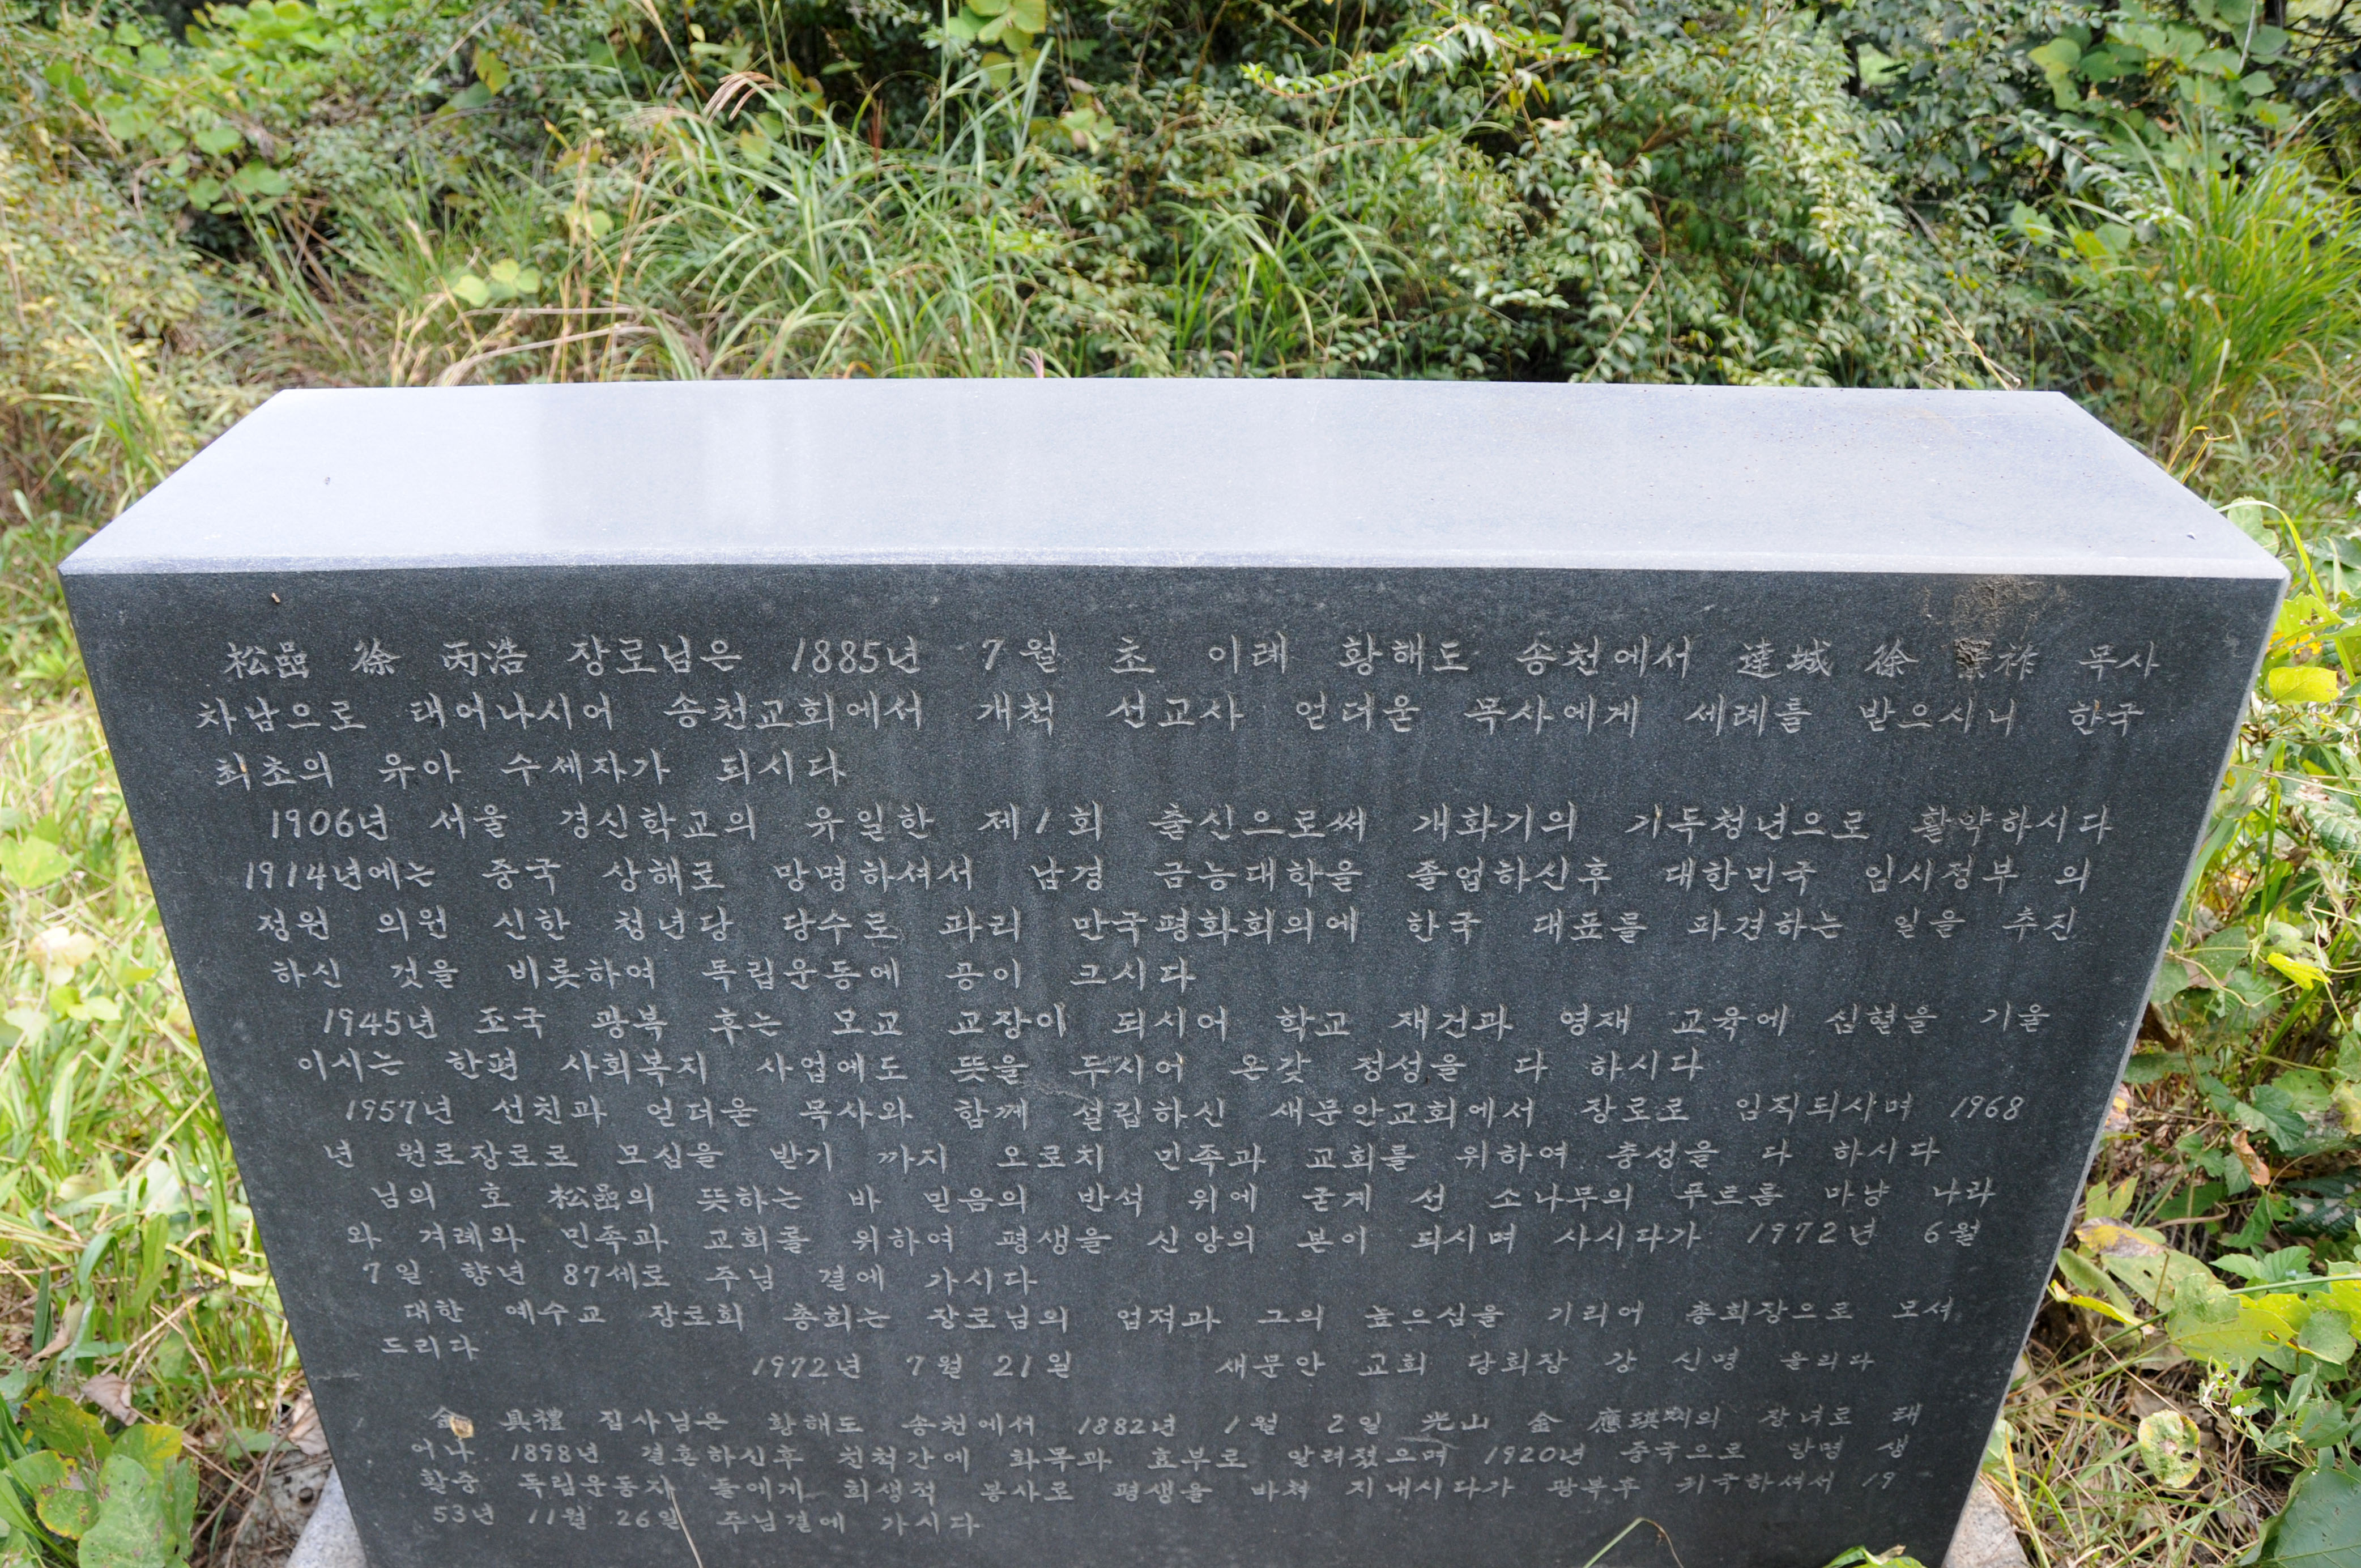 松嵒 徐 丙浩 장로님은 1885년 7월 초 이레 황해도 송천에서 達城 徐 景祚 목사
차남으로 태어나시어 송천교회에서 개척 선교사 언더운 목사에게 세례를 받으시니 한국
최초의 유아 수세자가 되시다
1906년 서울 경신학교의 유일한 제1회 출신으로써 개화기의 기독청년으로 활약하시다
1914년에는 중국 상해로 망명하셔서 남경 금능대학을 졸업하신후 대한민국 임시정부 의
정원 의원 신한 청년당 당수로 파리 만국평화회의에 한국 대표를 파견하는 일을 추진
하신 것을 비롯하여 독립운동에 공이 크시다
1945년 조국 광복 후는 모교 교장이 되시어 학교 재건과 영재 교육에 심혈을 기울
이시는 한편 사회복지 사업에도 뜻을 두시어 온갖 정성을 다 하시다
1957년 선친과 언더운 목사와 함께 설립하신 새문안교회에서 장로로 임직되사며 1968
년 원로장로로 모심을 받기 까지 오로지 민족과 교회를 위하여 충성을 다 하시다
님의 호 松嵒의 뜻하는 바 믿음의 반석 위에 굳게 선 소나무의 푸르름 마냥 나라
와 겨례와 민족과 교회를 위하여 평생을 신앙의 본이 되시며 사시다가 1972년 6월
7일 향년 87세로 주님 곁에 가시다
대한 예수교 장로회 총회는 장로님의 업적과 그의 높으심을 기리어 총회장으로 모셔
드리다
1972년 7월 21일 새문안 교회 당회장 강 신명 올리다
金 具禮 집사님은 황해도 송천에서 1882년 1월 2일 光山 金 應琪의 장녀로 태
어나 1898년 결혼하신후 친척간에 화목과 효부로 알려졌으며 1920년 중국으로 망명 생
활중 독립운동자 들에게 희생적 봉사로 평생을 바쳐 지내시다가 광복후 귀국하셔서 19
53년 11월 26일 주님곁에 가시다